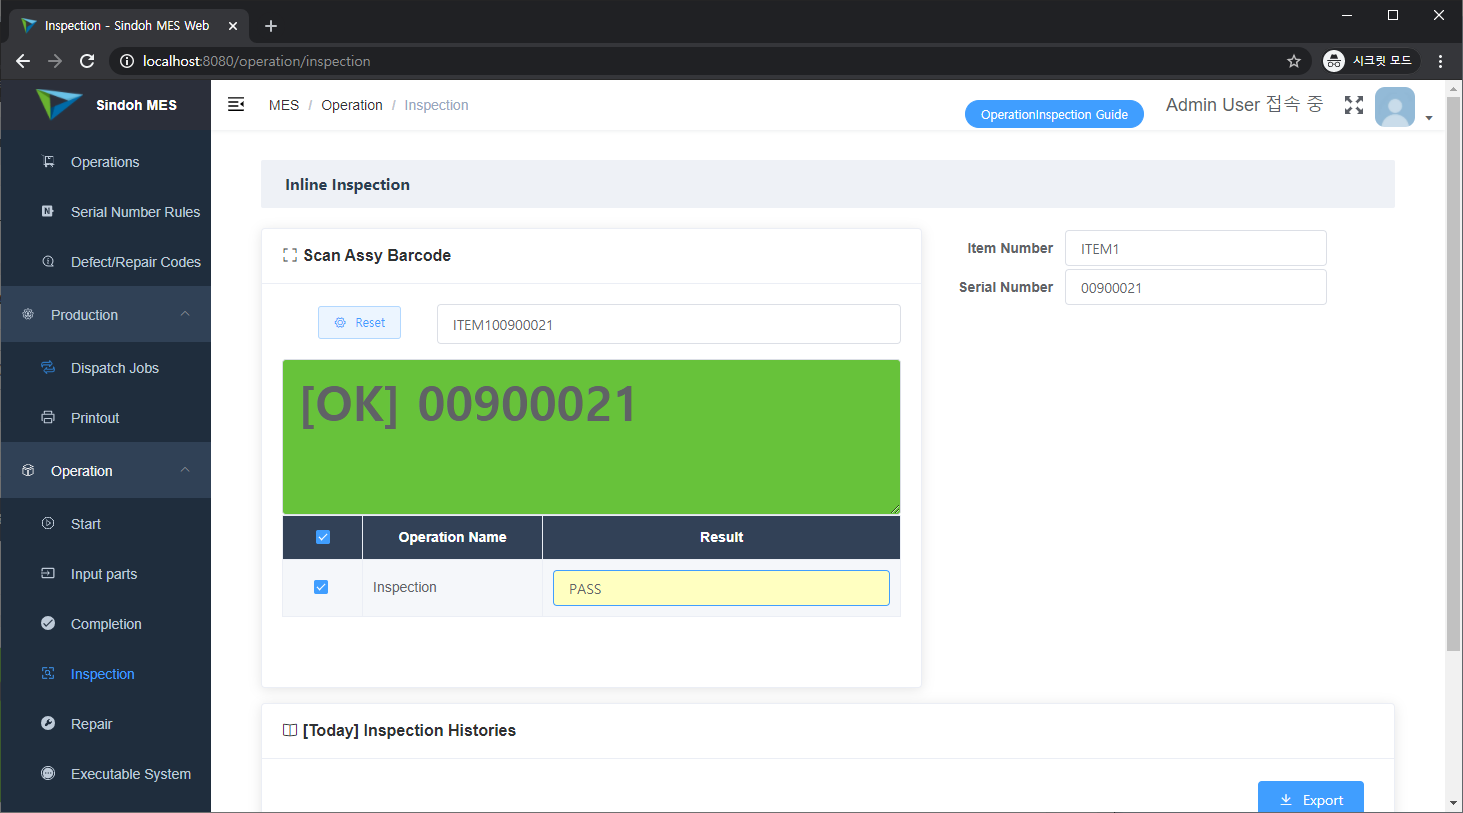 Inspection - Sindoh MES Web
localhost:8080/operation/inspection
시크릿 모드
Sindoh MES
MES / Operation / Inspection
OperationInspection Guide
Admin User 접속 중
Operations
Serial Number Rules
Defect/Repair Codes
Production
Dispatch Jobs
Printout
Operation
Start
Input parts
Completion
Inspection
Repair
Executable System
Inline Inspection
Scan Assy Barcode
Reset
ITEM100900021
[OK] 00900021
Operation Name Result
Inspection PASS
Item Number ITEM1
Serial Number 00900021
[Today] Inspection Histories
Export